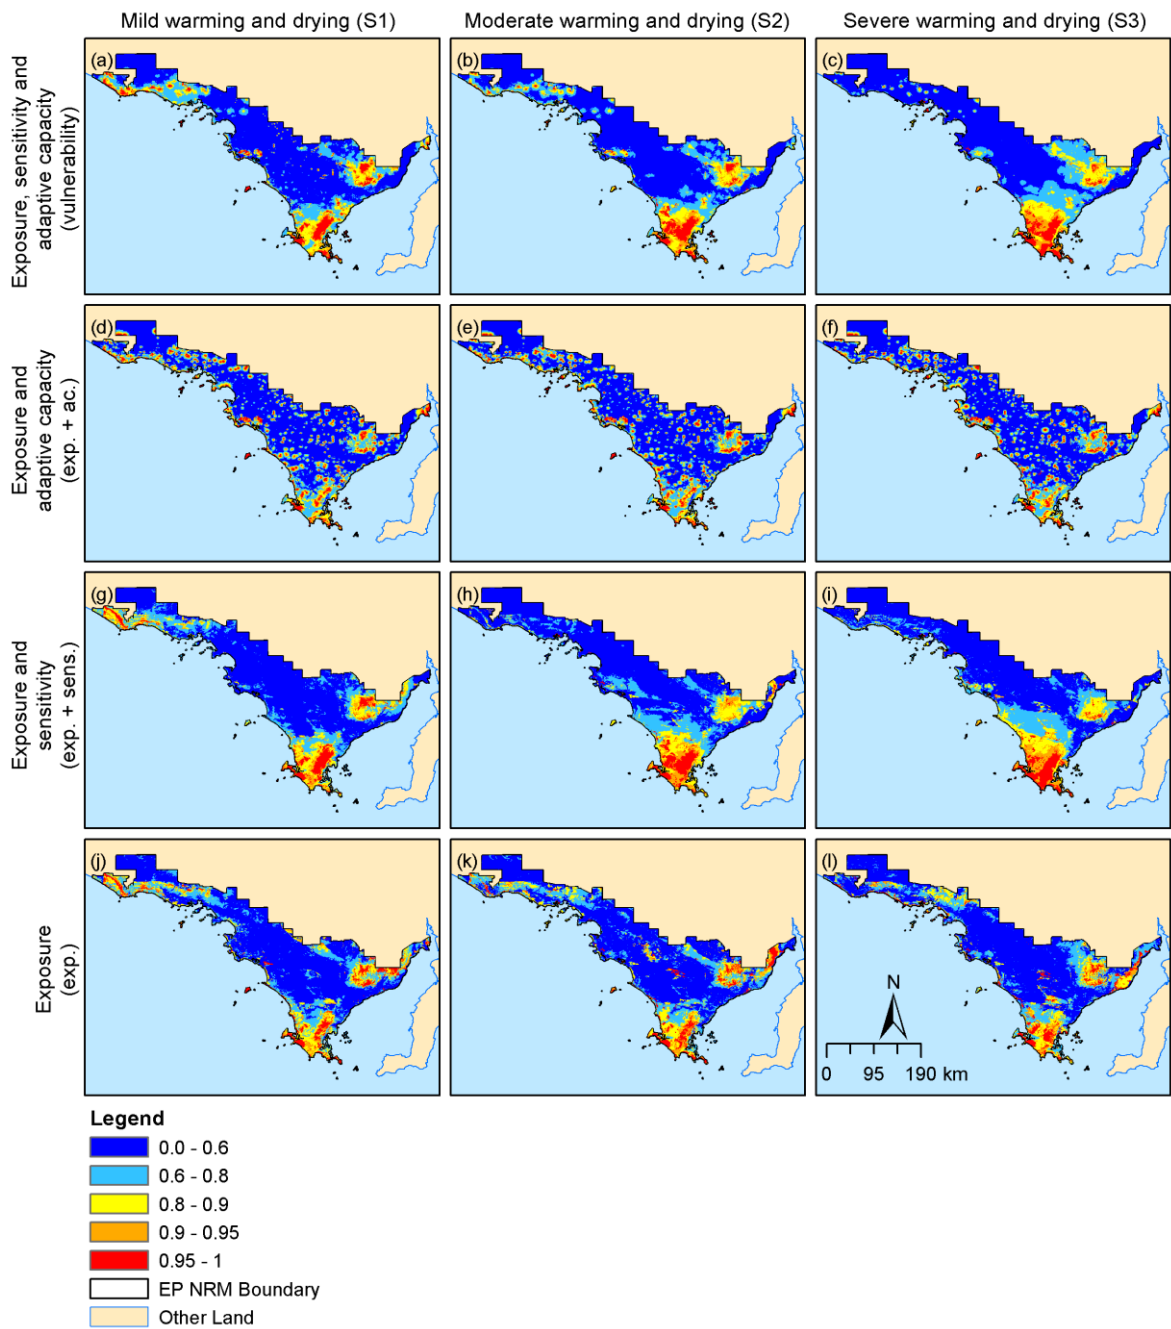 Mild warming and drying (S1)
Moderate warming and drying (S2)
Severe warming and drying (S3)
Exposure, sensitivity and
adaptive capacity
(vulnerability)
(a)
(b)
(c)
Exposure and
adaptive capacity
(exp. + ac.)
(d)
(e)
(f)
Exposure and
sensitivity
(exp. + sens.)
(g)
(h)
(i)
Exposure
(exp.)
(j)
(k)
(l)
N
0 95 190 km
Legend
0.0 - 0.6
0.6 - 0.8
0.8 - 0.9
0.9 - 0.95
0.95 - 1
EP NRM Boundary
Other Land